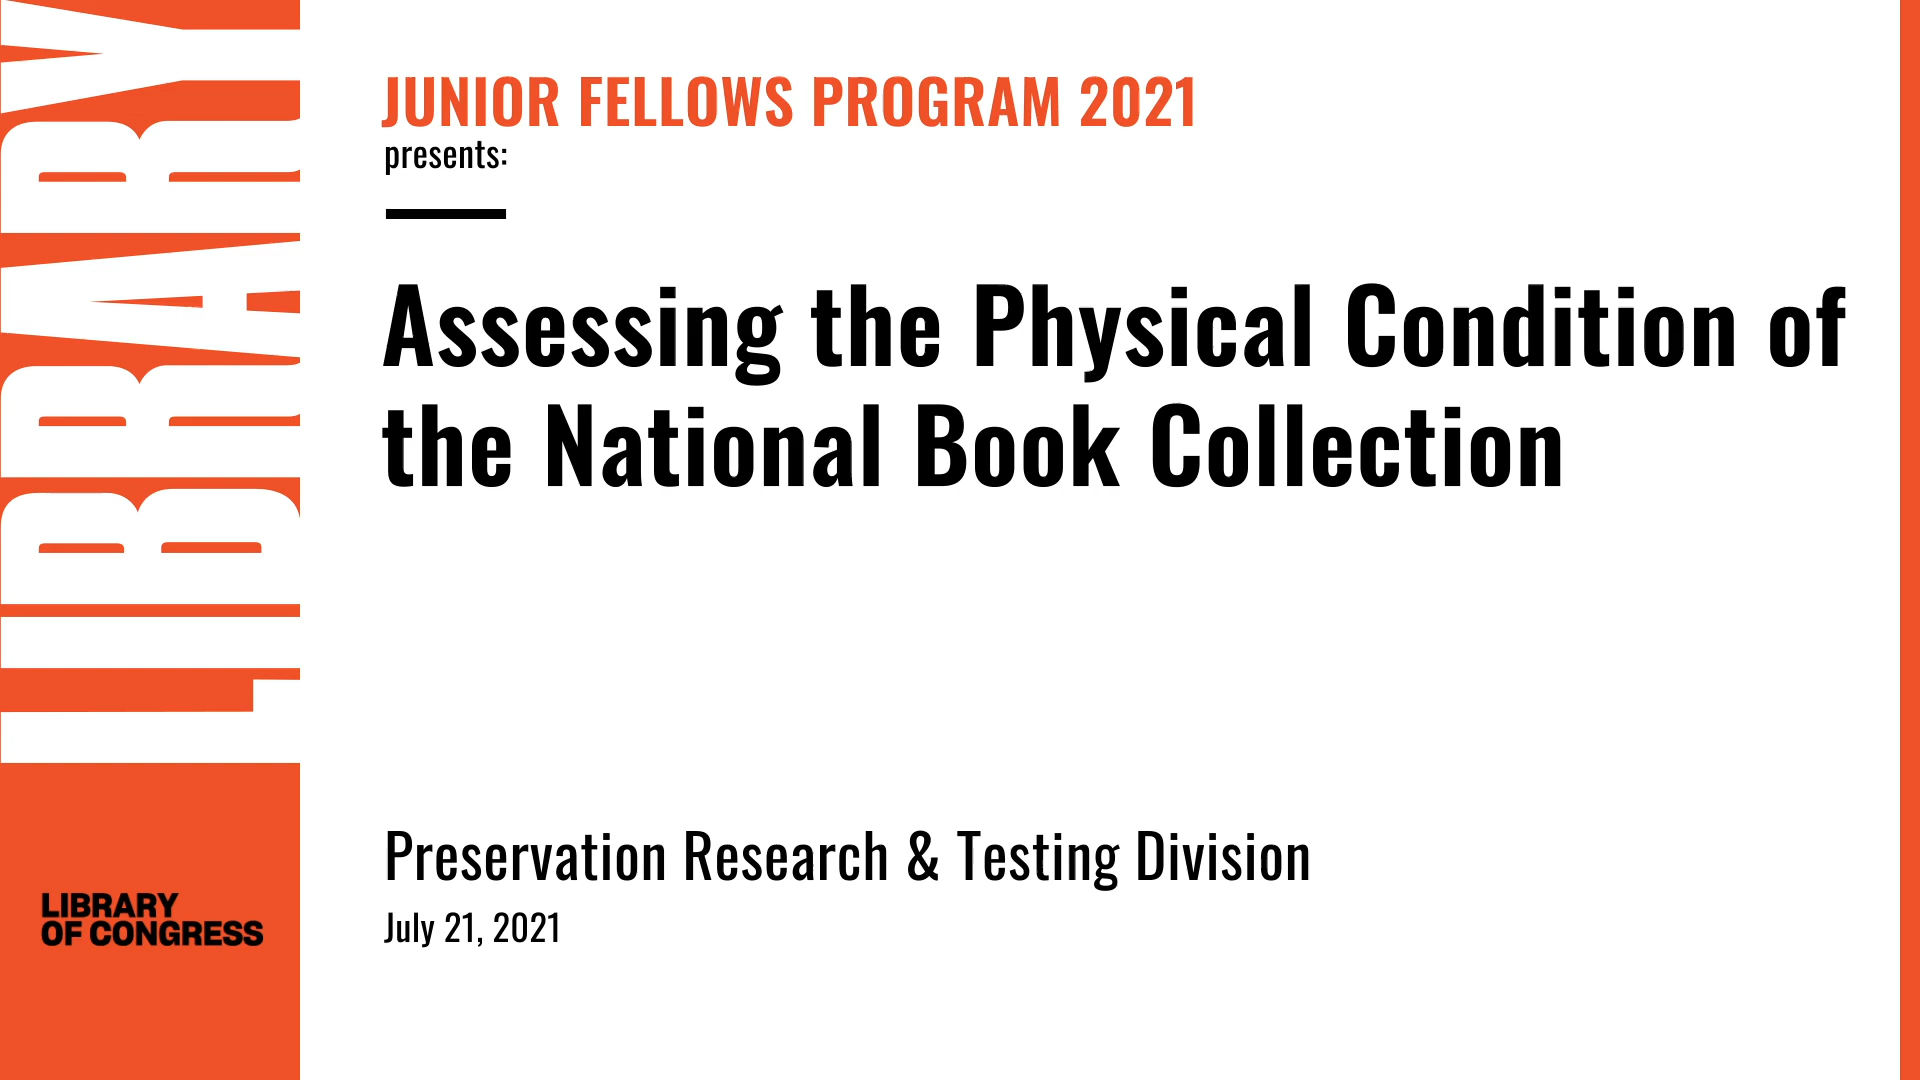 LIBRARY
JUNIOR FELLOWS PROGRAM 2021
presents:
Assessing the Physical Condition of
the National Book Collection
Preservation Research & Testing Division
July 21, 2021
LIBRARY
OF CONGRESS